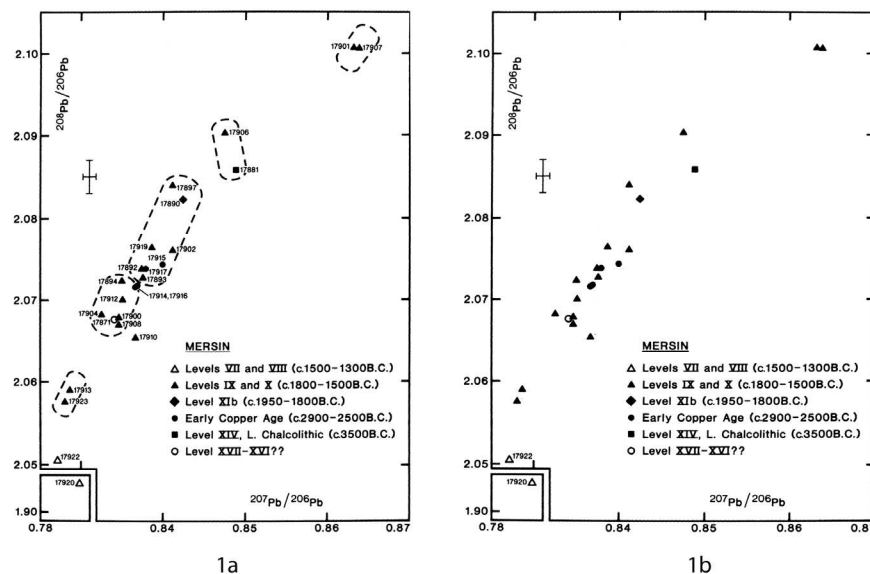 2.10
2.09
2.08
2.07
2.06
2.05
1.90
0.78
0.84
0.85
0.86
0.87
208Pb/206Pb
207Pb/206Pb
17901
17907
17906
17881
17897
17890
17919
17915
17902
17892
17917
17893
17894
17914, 17916
17912
17904
17900
17871
17908
17910
17913
17923
17922
17920
MERSIN
△ Levels VII and VIII (c.1500–1300B.C.)
▲ Levels IX and X (c.1800–1500B.C.)
◆ Level XIb (c.1950–1800B.C.)
● Early Copper Age (c.2900–2500B.C.)
■ Level XIV, L. Chalcolithic (c.3500B.C.)
○ Level XVII–XVI??
1a
2.10
2.09
2.08
2.07
2.06
2.05
1.90
0.78
0.84
0.85
0.86
208Pb/206Pb
207Pb/206Pb
17922
17920
MERSIN
△ Levels VII and VIII (c.1500–1300B.C.)
▲ Levels IX and X (c.1800–1500B.C.)
◆ Level XIb (c.1950–1800B.C.)
● Early Copper Age (c.2900–2500B.C.)
■ Level XIV, L. Chalcolithic (c.3500B.C.)
○ Level XVII–XVI??
1b